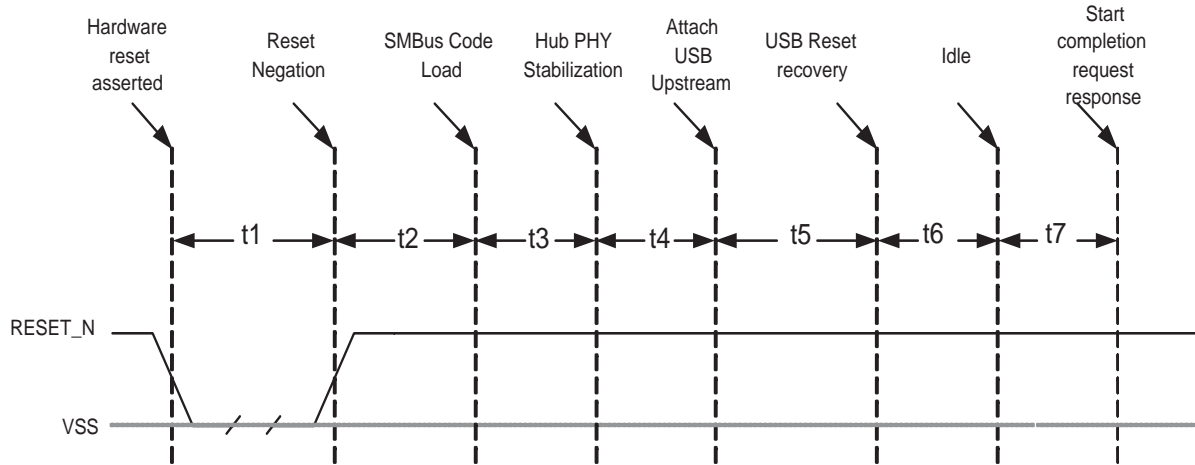 Hardware
reset
asserted
Reset
Negation
SMBus Code
Load
Hub PHY
Stabilization
Attach
USB
Upstream
USB Reset
recovery
Idle
Start
completion
request
response
t1
t2
t3
t4
t5
t6
t7
RESET_N
VSS